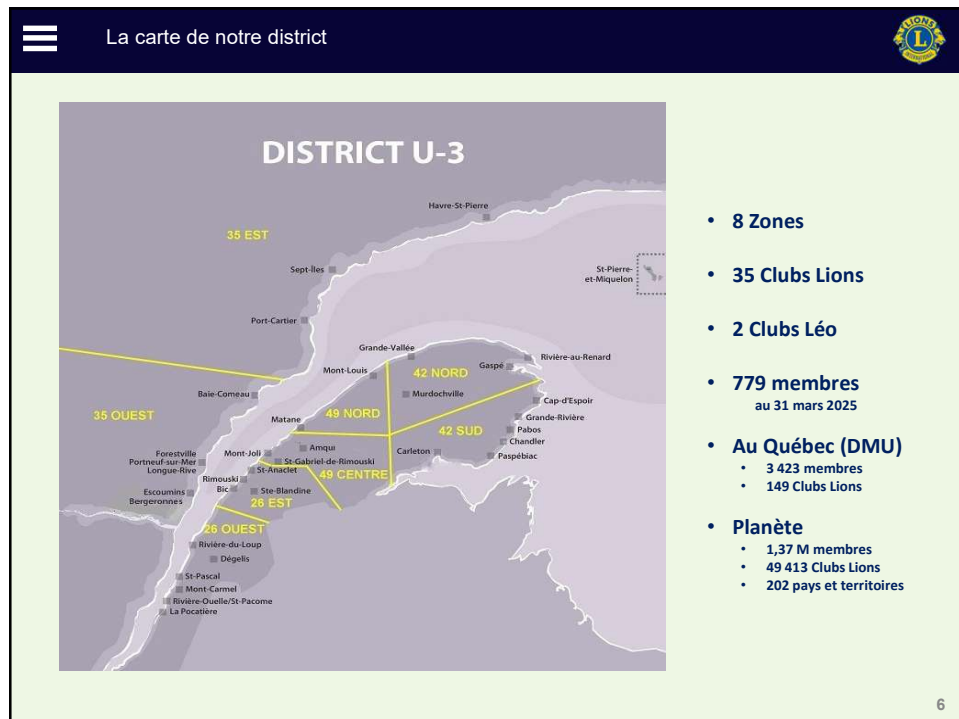 La carte de notre district
LIONS
L
INTERNATIONAL
DISTRICT U-3
Havre-St-Pierre
35 EST
Sept-Îles
St-Pierre-
et-Miquelon
Port-Cartier
Grande-Vallée
Rivière-au-Renard
Mont-Louis
42 NORD
Gaspé
Baie-Comeau
Murdochville
Cap-d'Espoir
35 OUEST
49 NORD
Grande-Rivière
Matane
42 SUD
Pabos
Chandler
Amqui
Carleton
Paspébiac
Forestville
Mont-Joli
Portneuf-sur-Mer
St-Gabriel-de-Rimouski
Longue-Rive
St-Anaclet
49 CENTRE
Rimouski
Bic
Ste-Blandine
Escoumins
Bergeronnes
26 EST
26 OUEST
Rivière-du-Loup
Dégelis
St-Pascal
Mont-Carmel
Rivière-Ouelle/St-Pacome
La Pocatière
• 8 Zones
• 35 Clubs Lions
• 2 Clubs Léo
• 779 membres
au 31 mars 2025
• Au Québec (DMU)
• 3 423 membres
• 149 Clubs Lions
• Planète
• 1,37 M membres
• 49 413 Clubs Lions
• 202 pays et territoires
6